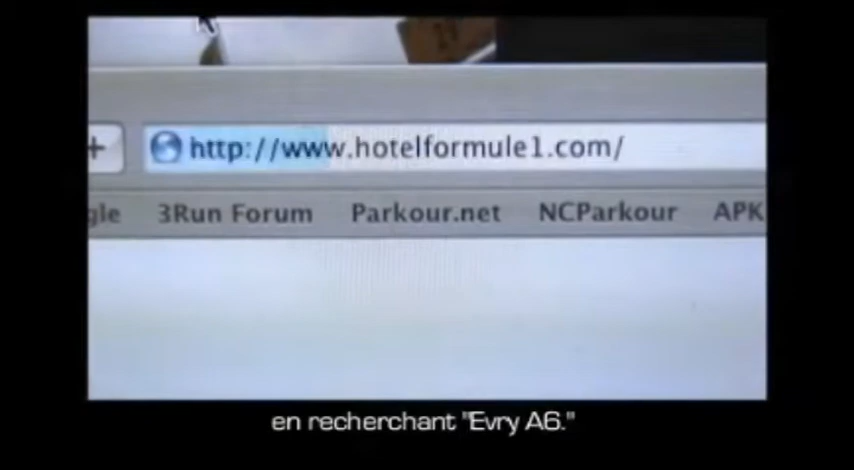 http://www.hotelformule1.com/
gle 3Run Forum Parkour.net NCParkour APK
en recherchant "Evry A6."